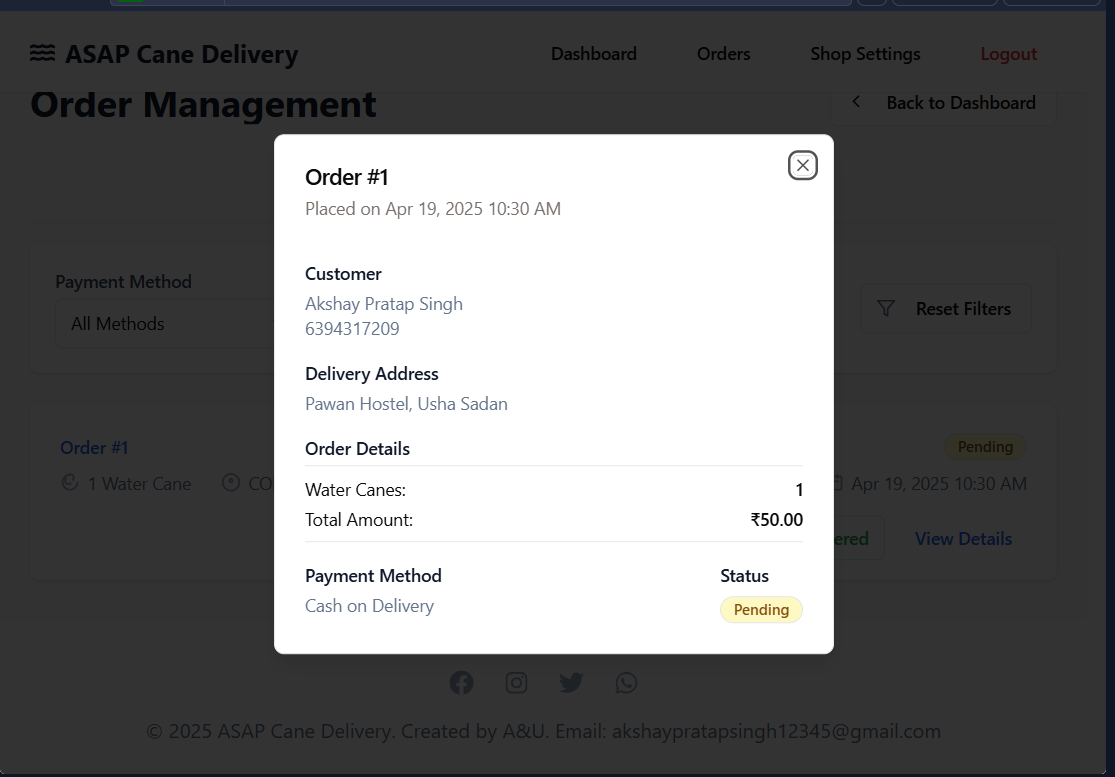 ASAP Cane Delivery
Dashboard
Orders
Shop Settings
Logout
Order Management
Back to Dashboard
Payment Method
All Methods
Reset Filters
Order #1
Pending
1 Water Cane
Apr 19, 2025 10:30 AM
View Details
Order #1
Placed on Apr 19, 2025 10:30 AM
Customer
Akshay Pratap Singh
6394317209
Delivery Address
Pawan Hostel, Usha Sadan
Order Details
Water Canes: 1
Total Amount: ₹50.00
Payment Method Status
Cash on Delivery Pending
© 2025 ASAP Cane Delivery. Created by A&U. Email: akshaypratapsingh12345@gmail.com